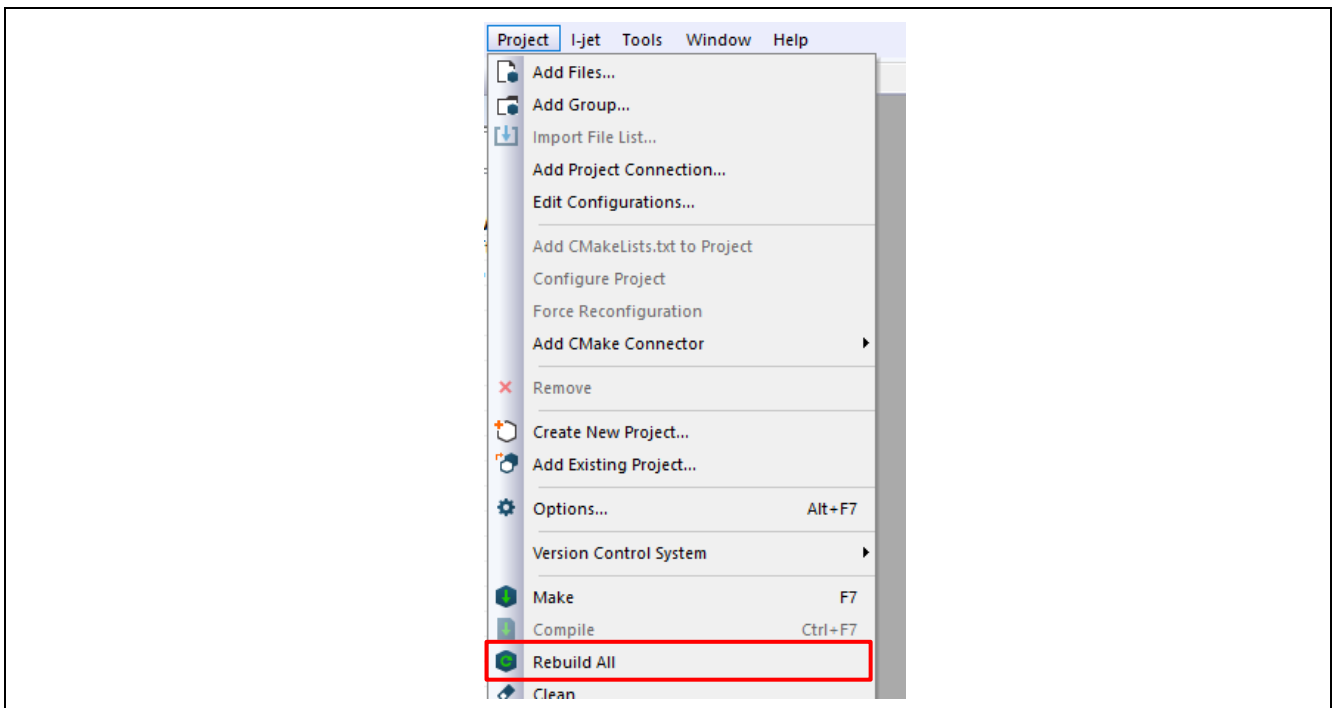 Project I-jet Tools Window Help
Add Files...
Add Group...
Import File List...
Add Project Connection...
Edit Configurations...
Add CMakeLists.txt to Project
Configure Project
Force Reconfiguration
Add CMake Connector
Remove
Create New Project...
Add Existing Project...
Options... Alt+F7
Version Control System
Make F7
Compile Ctrl+F7
Rebuild All
Clean